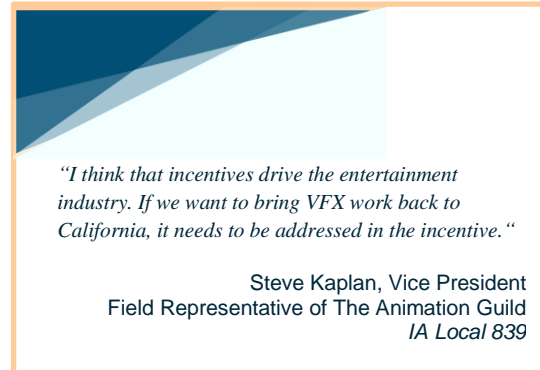 “I think that incentives drive the entertainment
industry. If we want to bring VFX work back to
California, it needs to be addressed in the incentive.“
Steve Kaplan, Vice President
Field Representative of The Animation Guild
IA Local 839